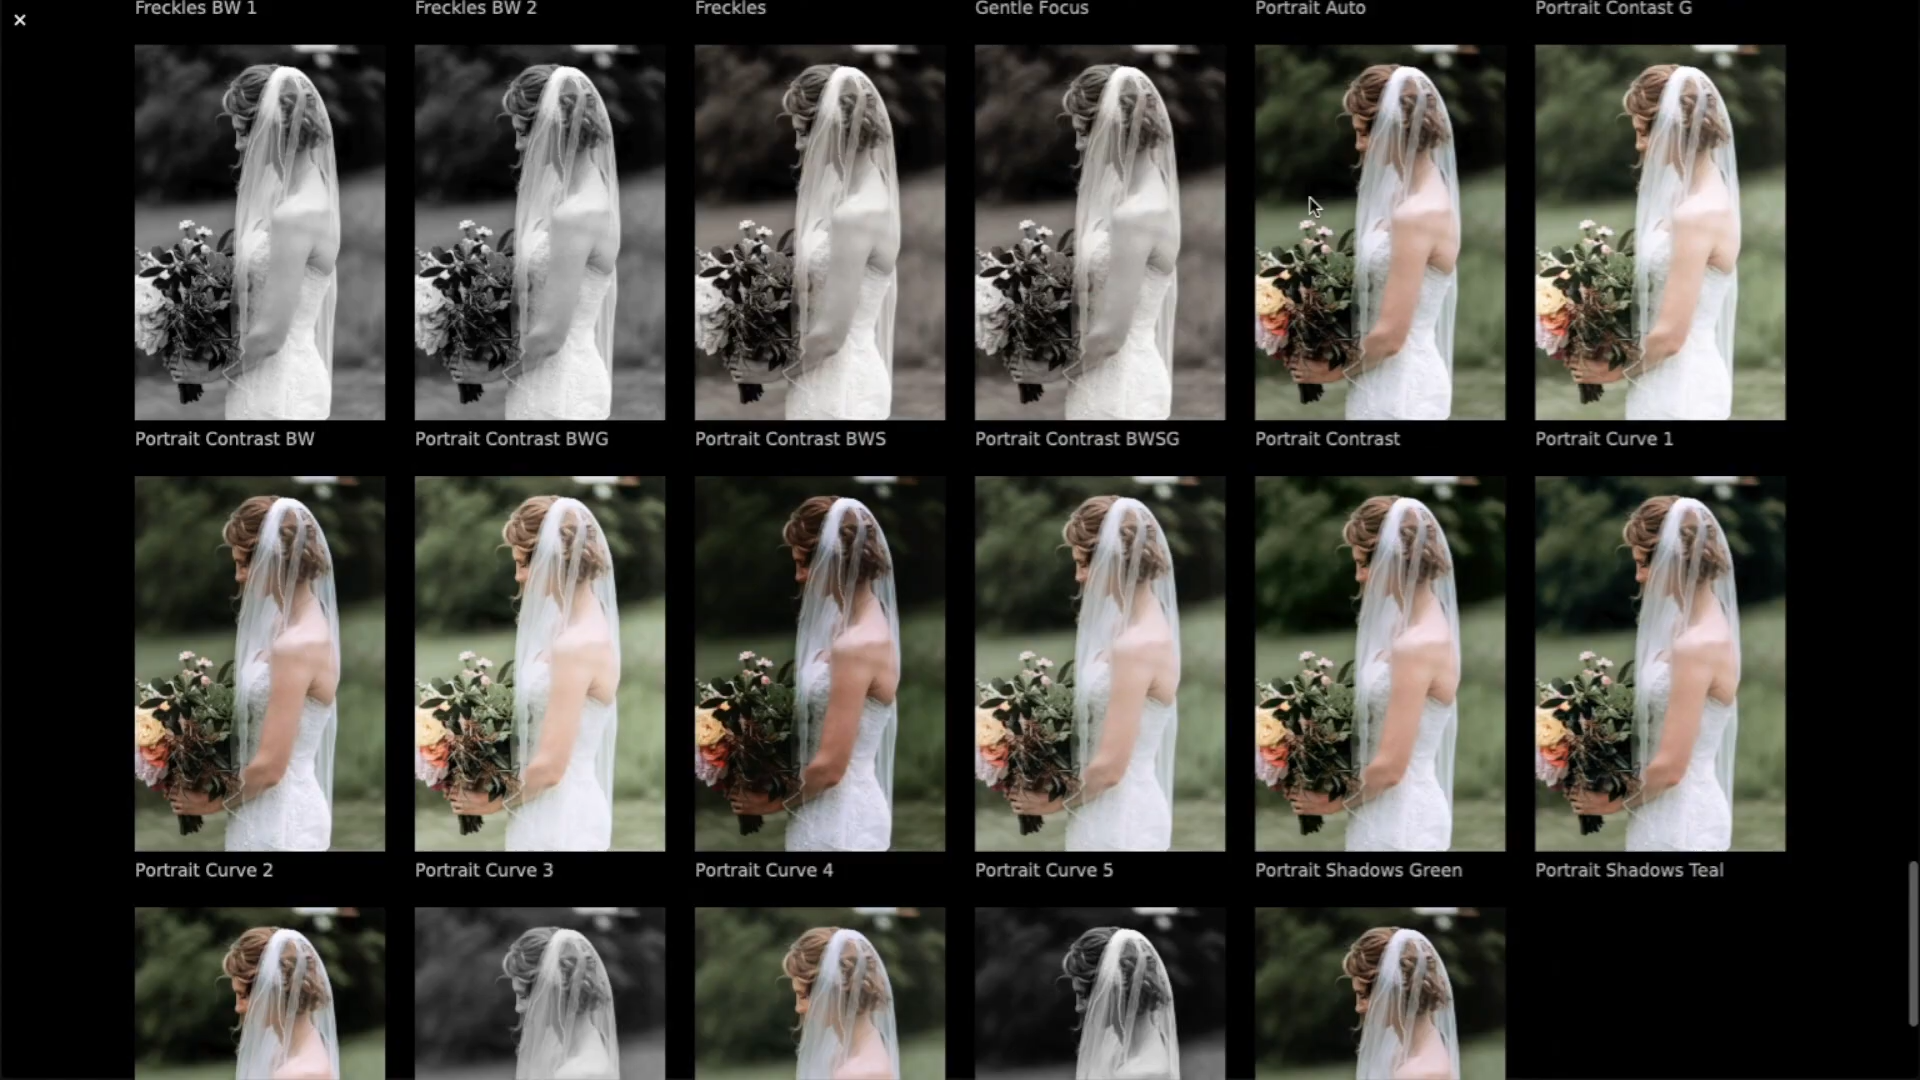 Freckles BW 1
Freckles BW 2
Freckles
Gentle Focus
Portrait Auto
Portrait Contast G
Portrait Contrast BW
Portrait Contrast BWG
Portrait Contrast BWS
Portrait Contrast BWSG
Portrait Contrast
Portrait Curve 1
Portrait Curve 2
Portrait Curve 3
Portrait Curve 4
Portrait Curve 5
Portrait Shadows Green
Portrait Shadows Teal